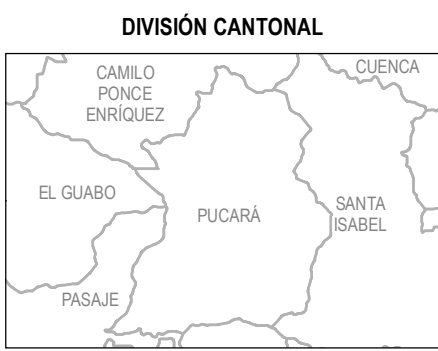 DIVISIÓN CANTONAL
CAMILO
PONCE
ENRÍQUEZ
CUENCA
EL GUABO
PUCARÁ
SANTA
ISABEL
PASAJE